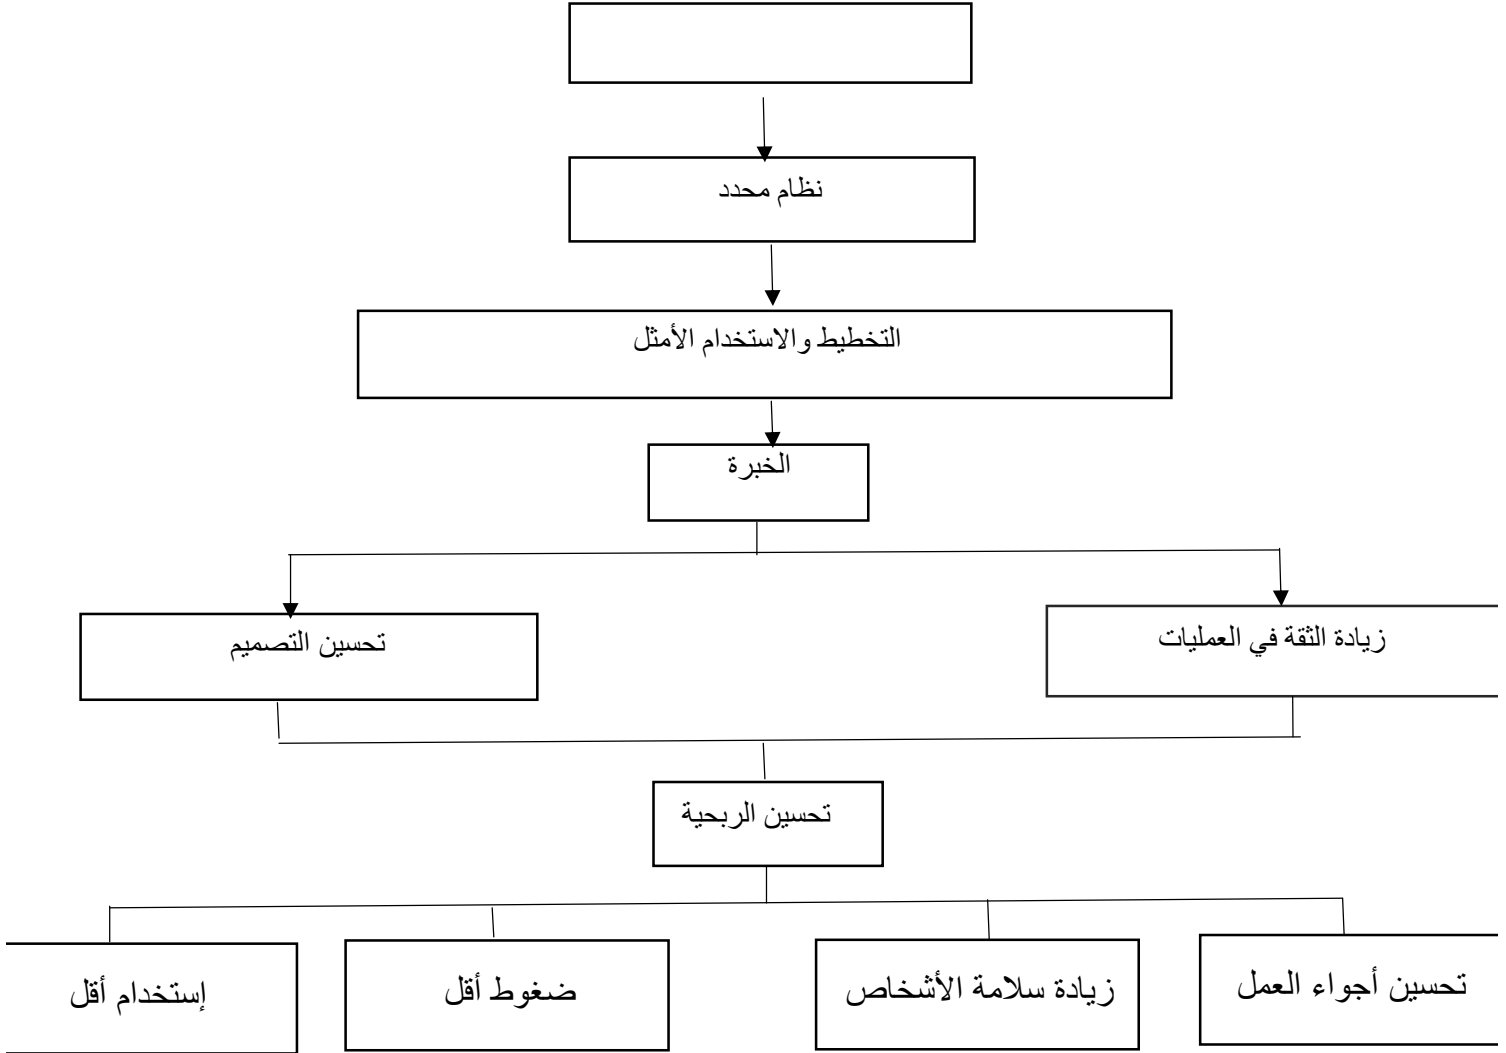 نظام محدد
التخطيط والاستخدام الأمثل
الخبرة
زيادة الثقة في العمليات
تحسين التصميم
تحسين الربحية
تحسين أجواء العمل
زيادة سلامة الأشخاص
ضغوط أقل
إستخدام أقل